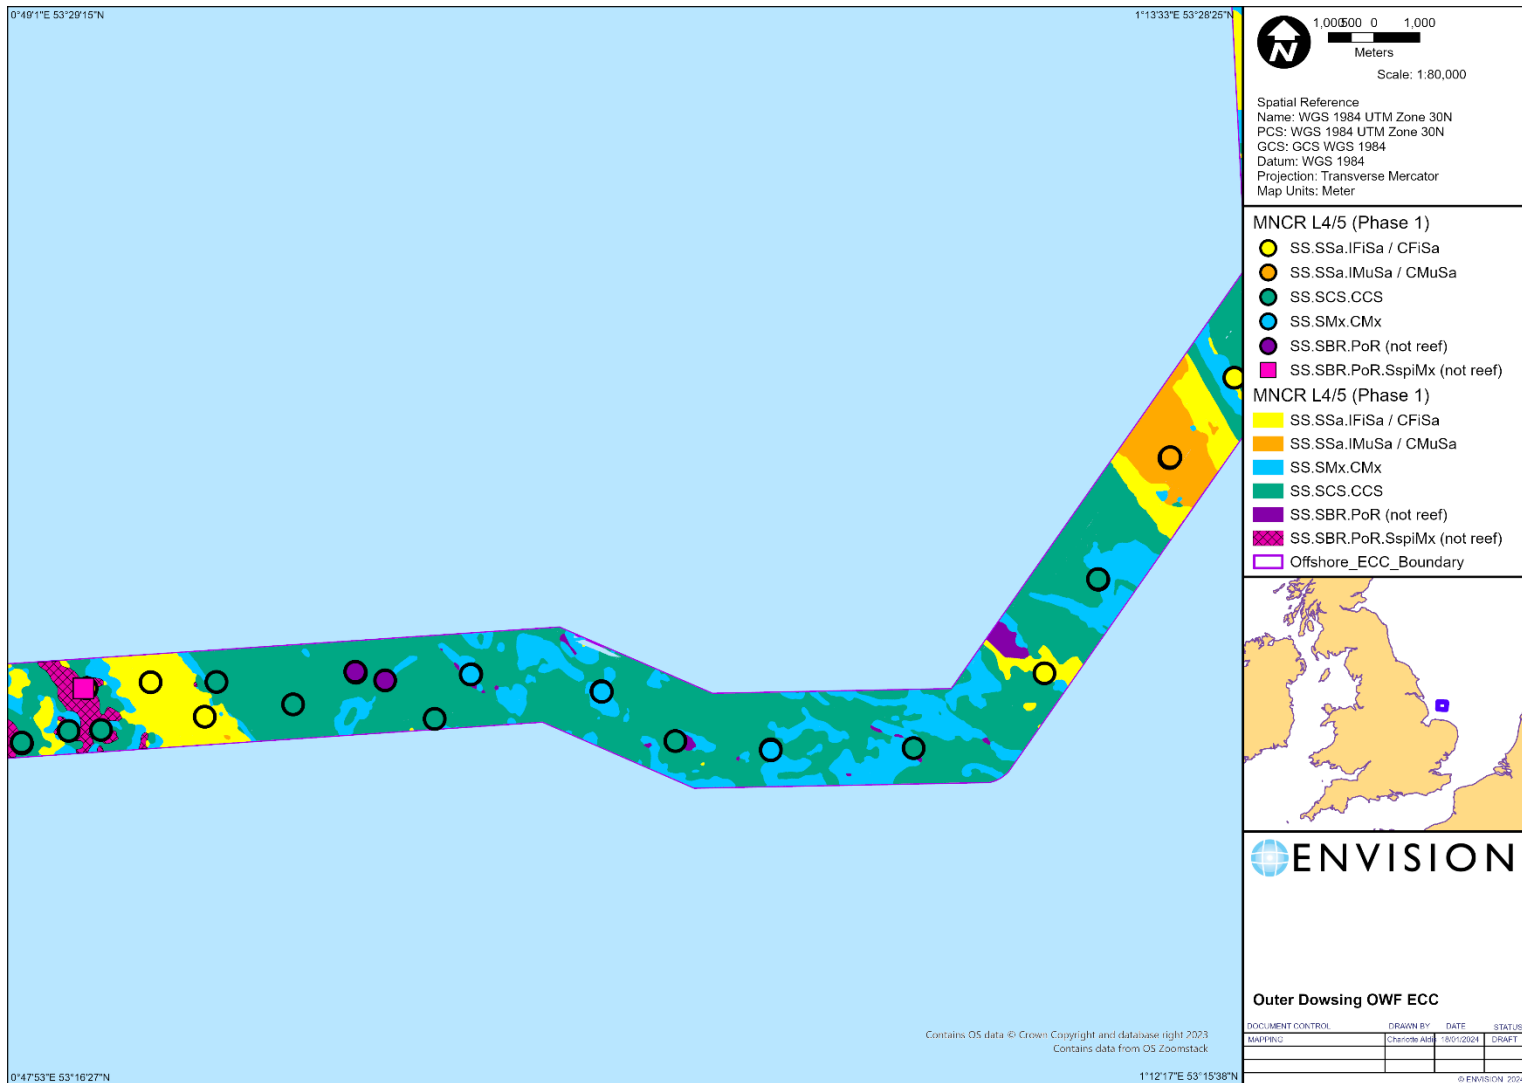 0°49'1"E 53°29'15"N
1°13'33"E 53°28'25"N
N
1,000 500 0 1,000
Meters
Scale: 1:80,000
Spatial Reference
Name: WGS 1984 UTM Zone 30N
PCS: WGS 1984 UTM Zone 30N
GCS: GCS WGS 1984
Datum: WGS 1984
Projection: Transverse Mercator
Map Units: Meter
MNCR L4/5 (Phase 1)
SS.SSa.IFiSa / CFiSa
SS.SSa.IMuSa / CMuSa
SS.SCS.CCS
SS.SMx.CMx
SS.SBR.PoR (not reef)
SS.SBR.PoR.SspiMx (not reef)
MNCR L4/5 (Phase 1)
SS.SSa.IFiSa / CFiSa
SS.SSa.IMuSa / CMuSa
SS.SMx.CMx
SS.SCS.CCS
SS.SBR.PoR (not reef)
SS.SBR.PoR.SspiMx (not reef)
Offshore_ECC_Boundary
ENVISION
Outer Dowsing OWF ECC
DOCUMENT CONTROL DRAWN BY DATE STATUS
MAPPING Charlotte 18/01/2024 DRAFT
© ENVISION 2024
Contains OS data © Crown Copyright and database right 2023
Contains data from OS Zoomstack
0°47'53"E 53°16'27"N
1°12'17"E 53°15'38"N